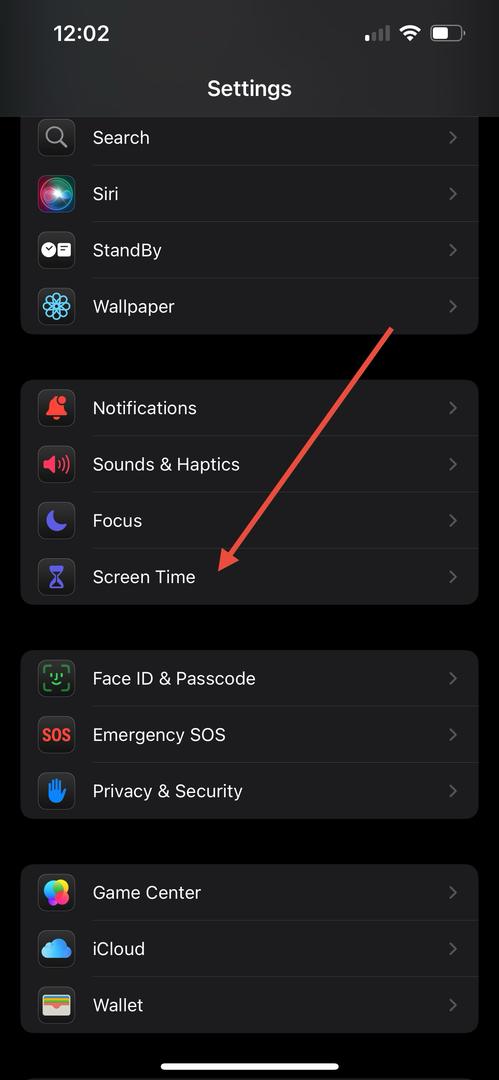 12:02
Settings
Search
Siri
StandBy
Wallpaper
Notifications
Sounds & Haptics
Focus
Screen Time
Face ID & Passcode
SOS
Emergency SOS
Privacy & Security
Game Center
iCloud
Wallet